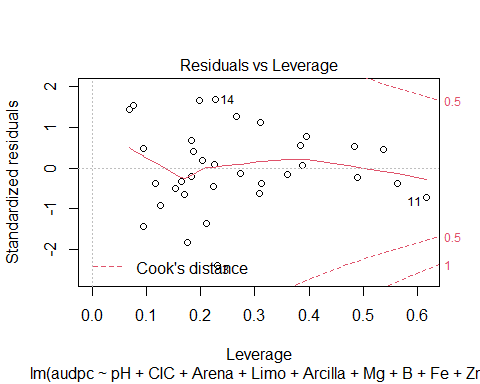 Residuals vs Leverage
Standardized residuals
2
1
0
-1
-2
0.0 0.1 0.2 0.3 0.4 0.5 0.6
14
11
0.5
0.5
1
Cook's distance
Leverage
lm(audpc ~ pH + CIC + Arena + Limo + Arcilla + Mg + B + Fe +